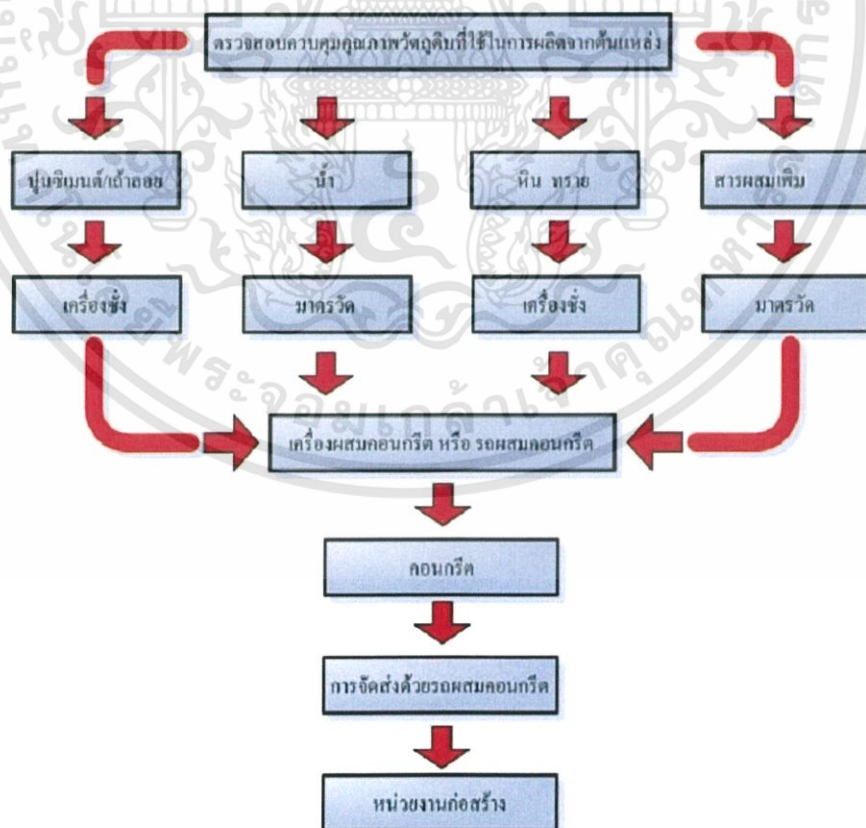 ตรวจสอบควบคุมคุณภาพวัตถุดิบที่ใช้ในการผลิตจากต้นแหล่ง
ปูนซิเมนต์/เถ้าลอย
น้ำ
หิน ทราย
สารผสมเพิ่ม
เครื่องชั่ง
มาตรวัด
เครื่องชั่ง
มาตรวัด
เครื่องผสมคอนกรีต หรือ รถผสมคอนกรีต
คอนกรีต
การจัดส่งด้วยรถผสมคอนกรีต
หน่วยงานก่อสร้าง